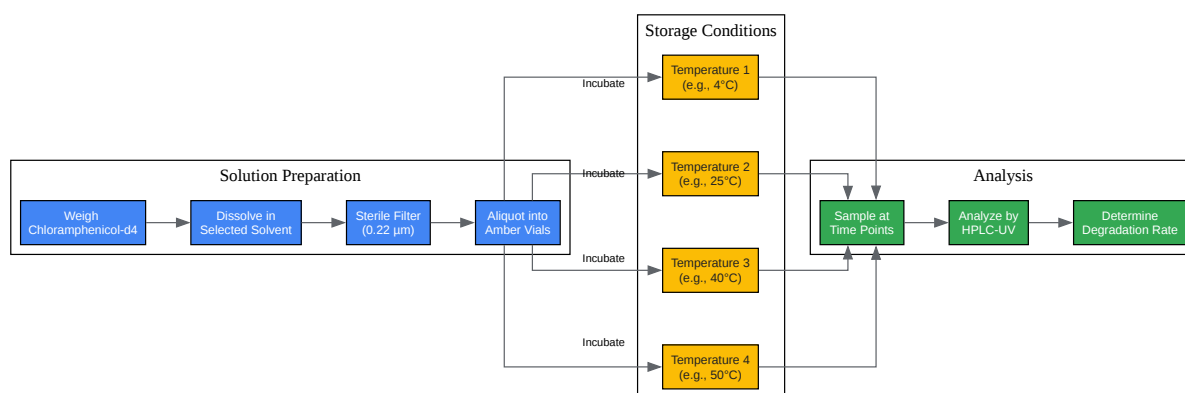 Solution Preparation
Weigh
Chloramphenicol-d4
Dissolve in
Selected Solvent
Sterile Filter
(0.22 µm)
Aliquot into
Amber Vials
Incubate
Incubate
Incubate
Incubate
Storage Conditions
Temperature 1
(e.g., 4°C)
Temperature 2
(e.g., 25°C)
Temperature 3
(e.g., 40°C)
Temperature 4
(e.g., 50°C)
Analysis
Sample at
Time Points
Analyze by
HPLC-UV
Determine
Degradation Rate